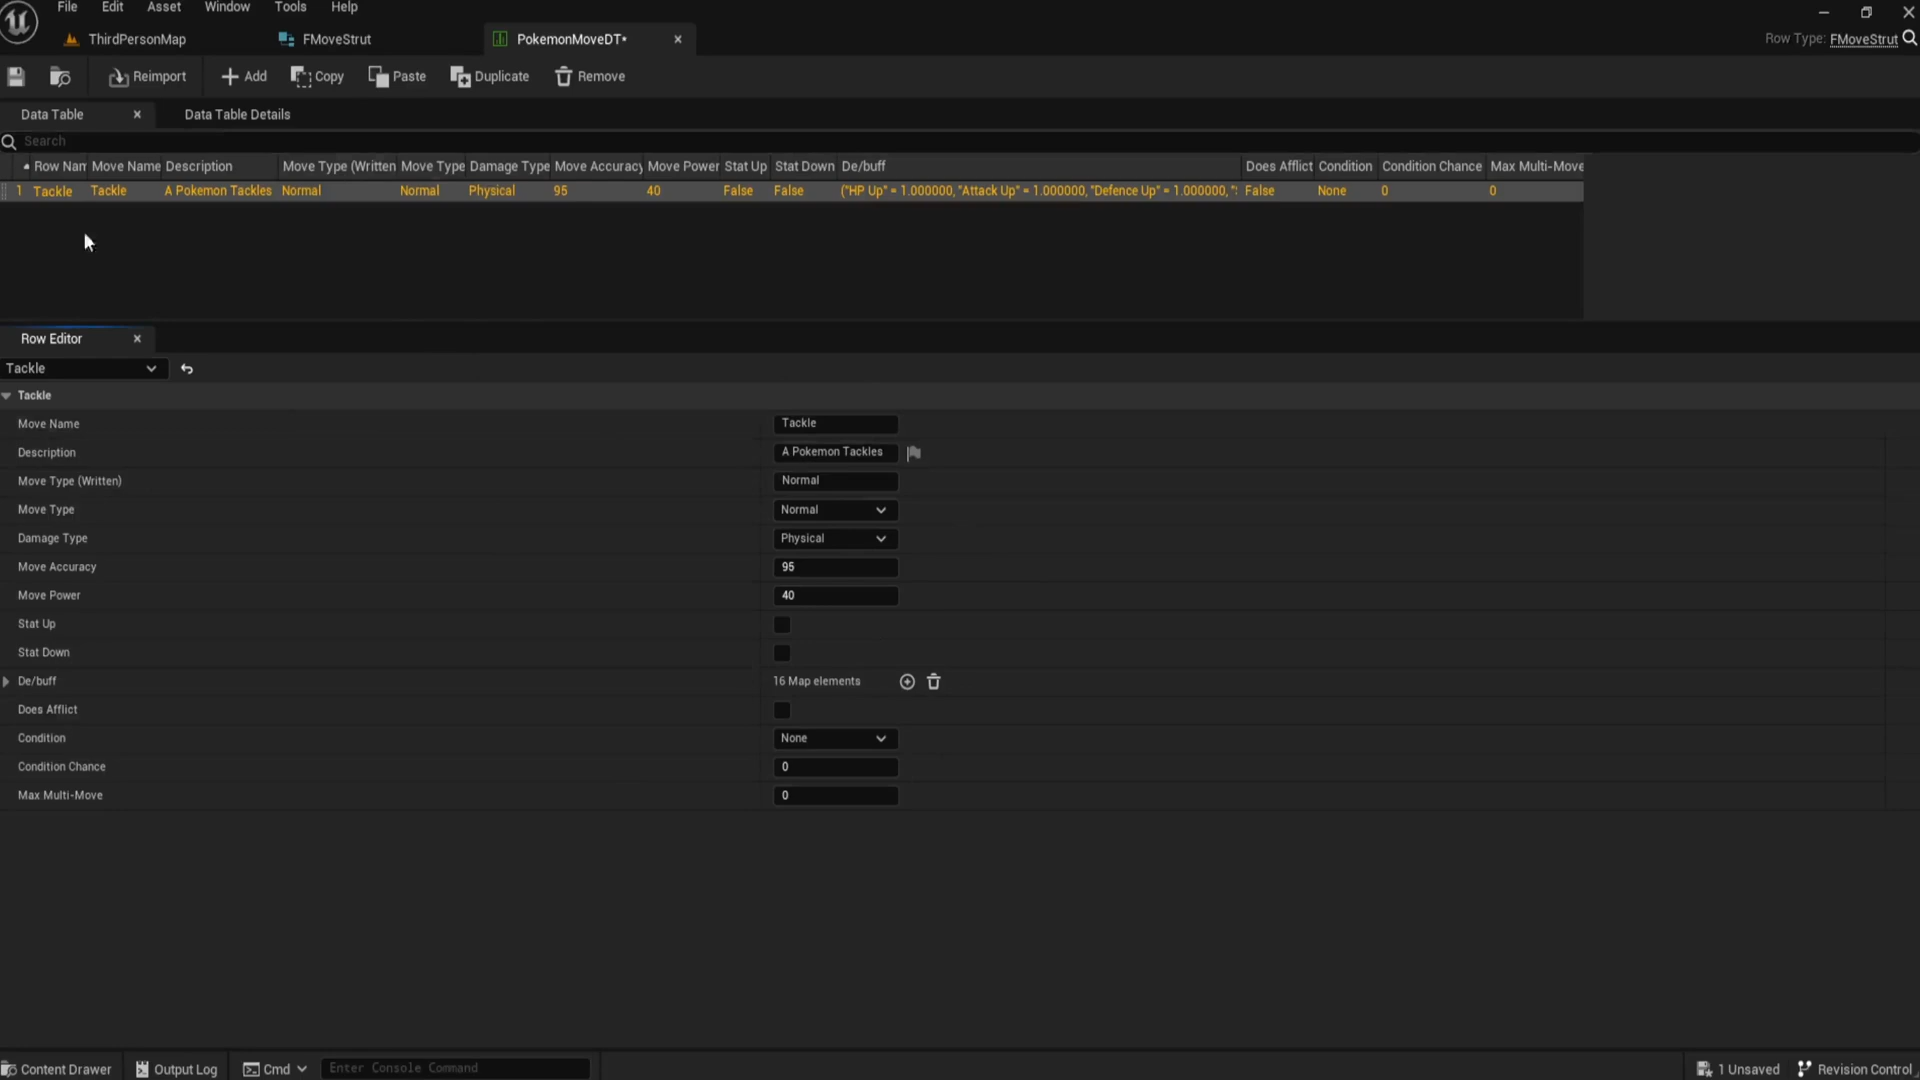 File Edit Asset Window Tools Help
ThirdPersonMap FMoveStrut PokemonMoveDT* Row Type: FMoveStrut
Reimport Add Copy Paste Duplicate Remove
Data Table Data Table Details
Search
Row Nam Move Name Description Move Type (Written Move Type Damage Type Move Accuracy Move Power Stat Up Stat Down De/buff Does Afflict Condition Condition Chance Max Multi-Move
1 Tackle Tackle A Pokemon Tackles Normal Normal Physical 95 40 False False ("HP Up" = 1.000000, "Attack Up" = 1.000000, "Defence Up" = 1.000000, " False None 0 0
Row Editor
Tackle
Tackle
Move Name Tackle
Description A Pokemon Tackles
Move Type (Written) Normal
Move Type Normal
Damage Type Physical
Move Accuracy 95
Move Power 40
Stat Up
Stat Down
De/buff 16 Map elements
Does Afflict
Condition None
Condition Chance 0
Max Multi-Move 0
Content Drawer Output Log Cmd Enter Console Command 1 Unsaved Revision Control